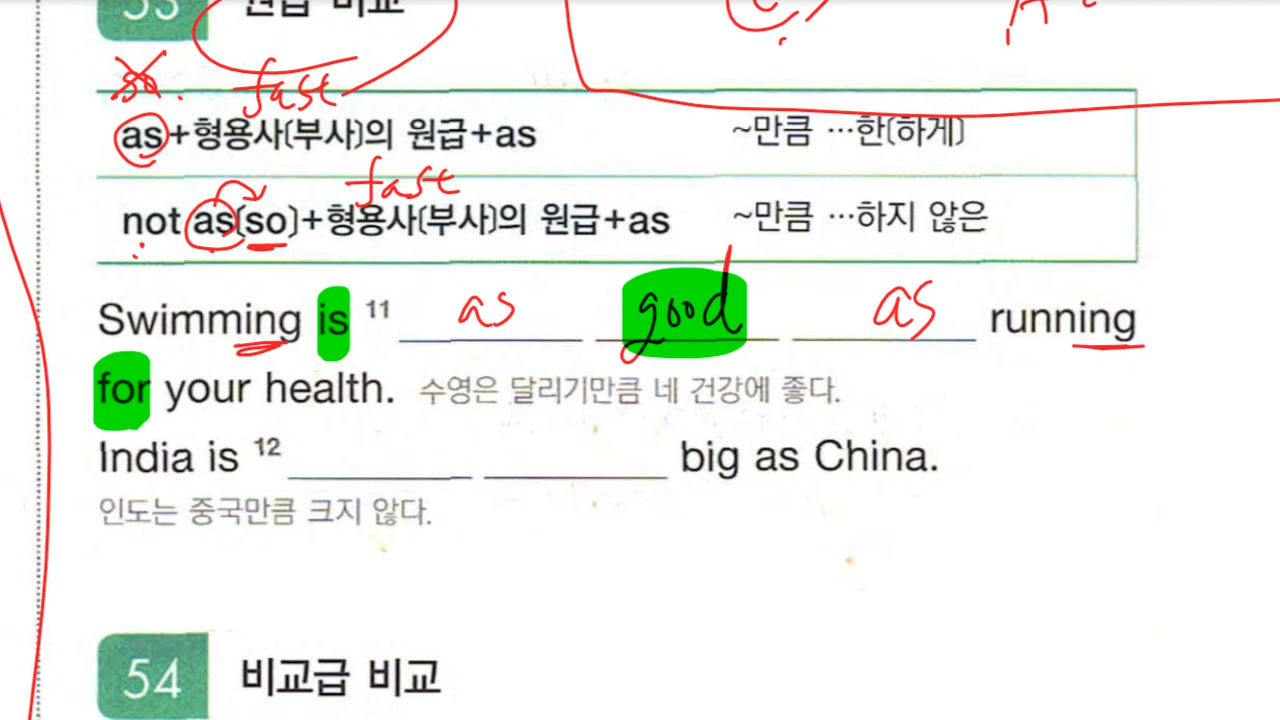 53 원급 비교
so. fast
as+형용사(부사)의 원급+as ~만큼 …한(하게)
fast
not as(so)+형용사(부사)의 원급+as ~만큼 …하지 않은
Swimming is 11 as good as running
for your health. 수영은 달리기만큼 네 건강에 좋다.
India is 12 big as China.
인도는 중국만큼 크지 않다.
54 비교급 비교